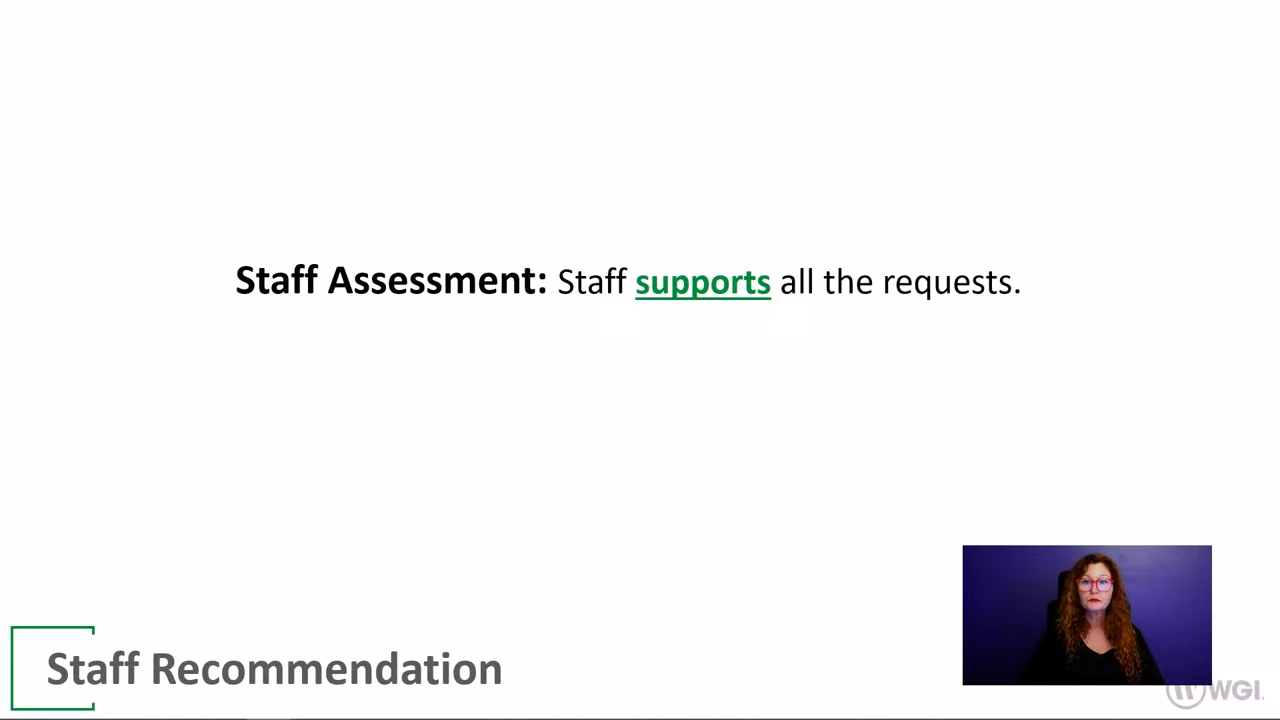 Staff Assessment: Staff supports all the requests.
Staff Recommendation
WGI.